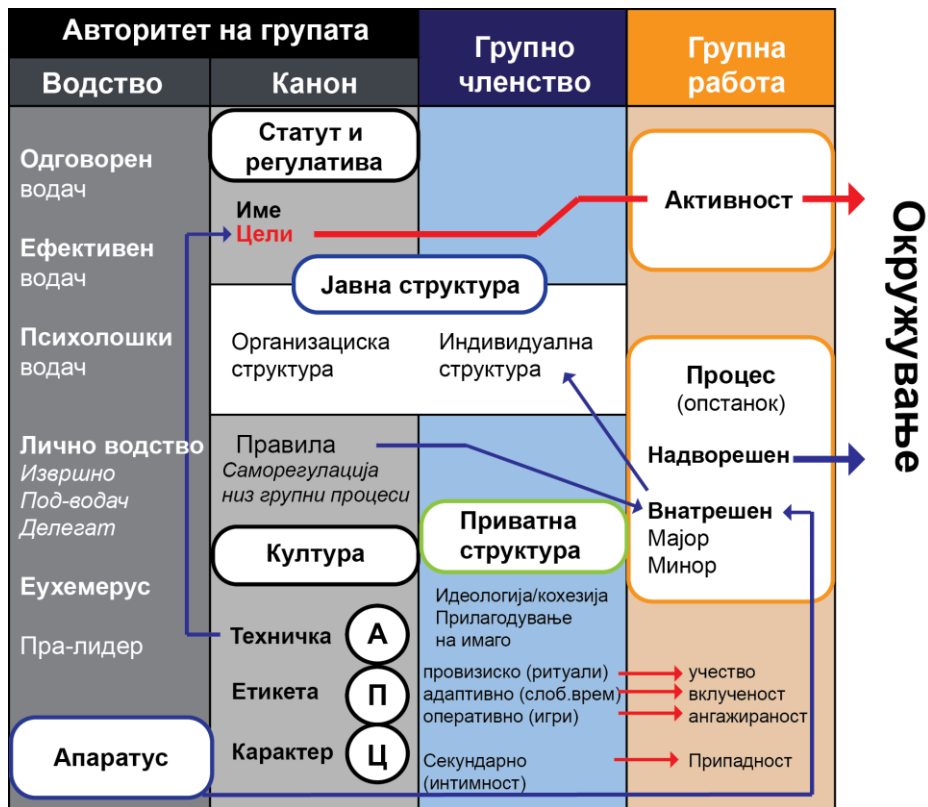 Авторитет на групата
Водство
Канон
Групно
членство
Групна
работа
Одговорен
водач
Ефективен
водач
Психолошки
водач
Лично водство
Извршно
Под-водач
Делегат
Еухемерус
Пра-лидер
Апаратус
Статут и
регулатива
Име
Цели
Јавна структура
Организациска
структура
Индивидуална
структура
Правила
Саморегулација
низ групни процеси
Култура
Техничка
А
Етикета
П
Карактер
Ц
Приватна
структура
Идеологија/кохезија
Прилагодување
на имаго
провизиско (ритуали)
адаптивно (слоб.врем)
оперативно (игри)
Секундарно
(интимност)
Активност
Процес
(опстанок)
Надворешен
Внатрешен
Мајор
Минор
учество
вклученост
ангажираност
Припадност
Окружување